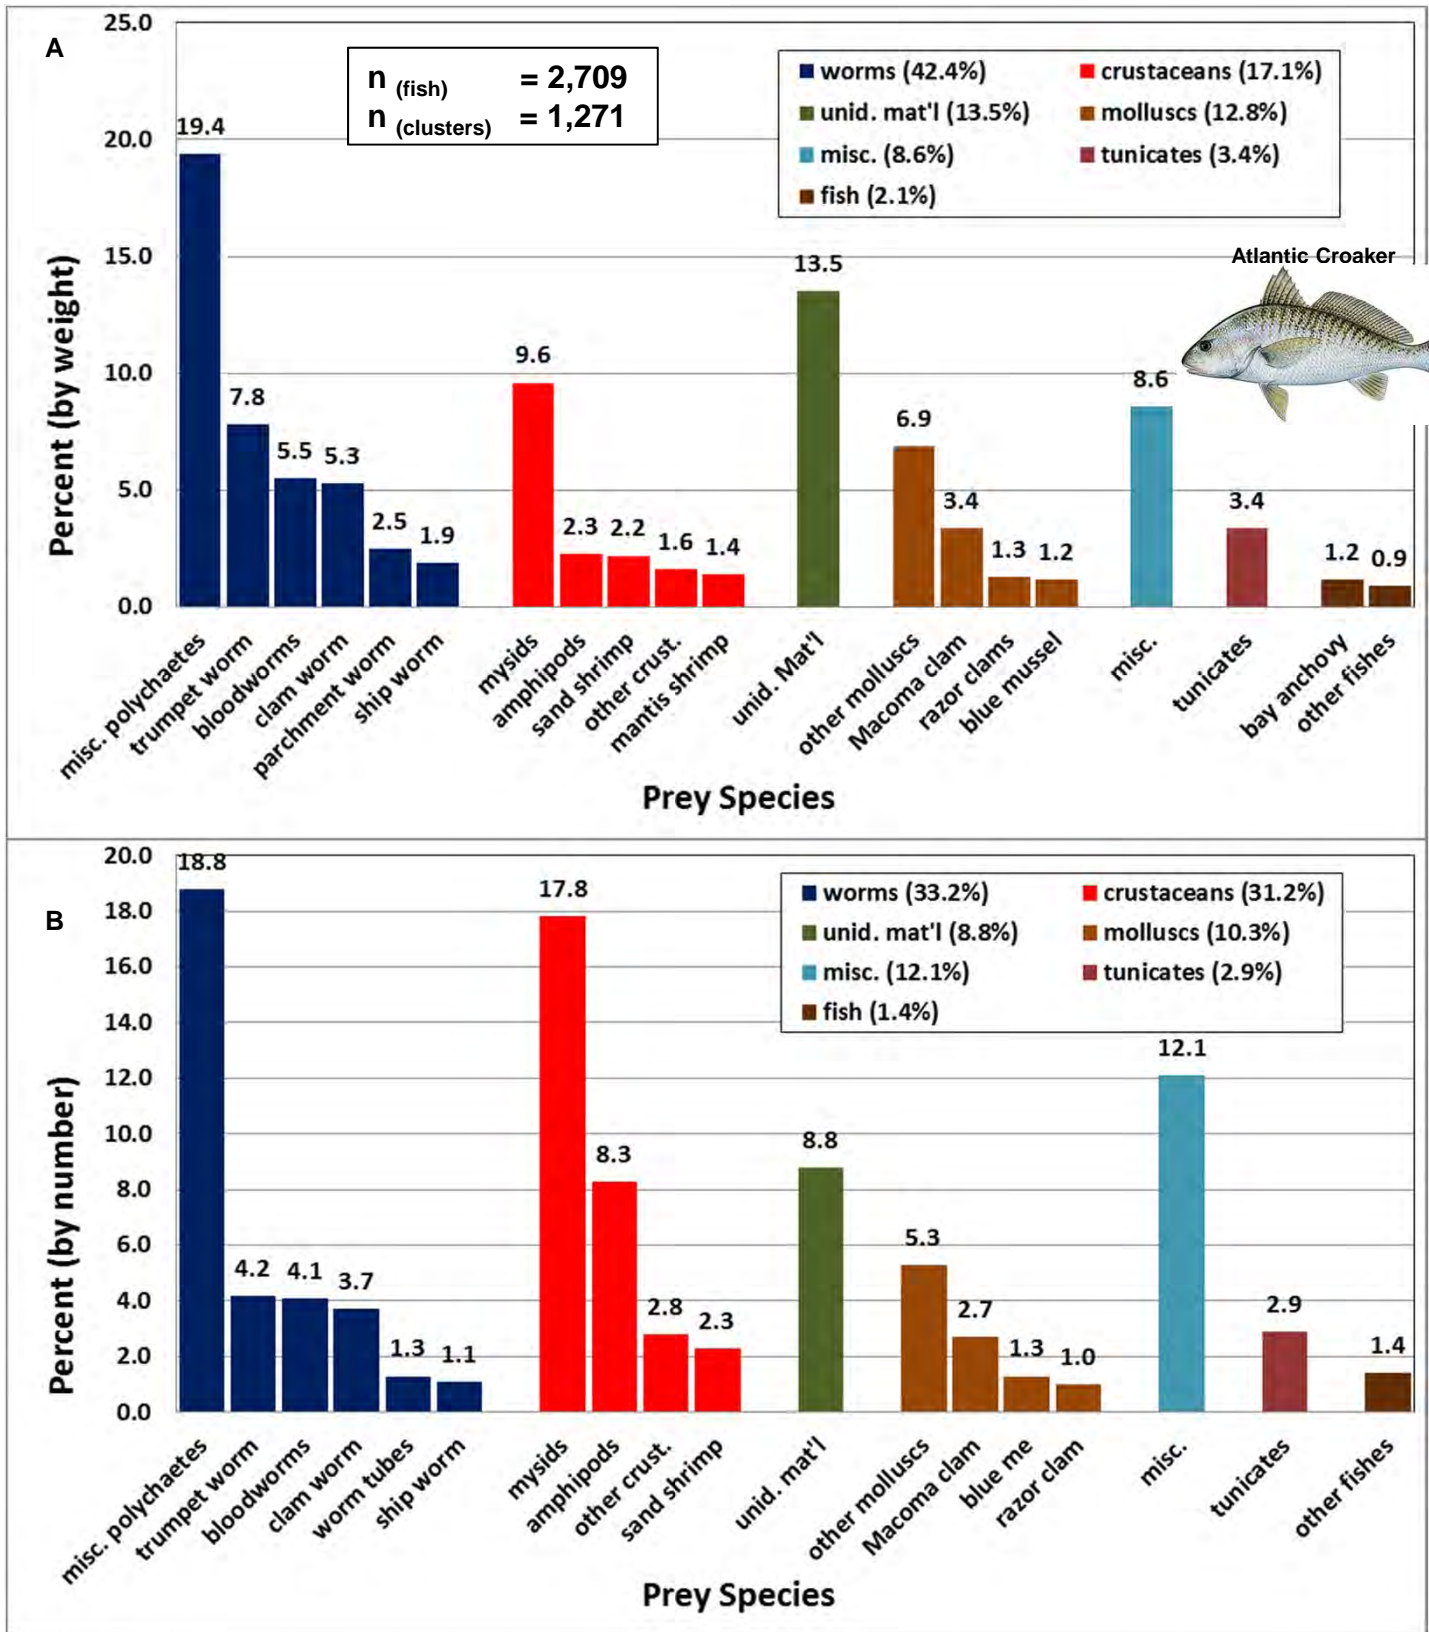 A
25.0
20.0
15.0
10.0
5.0
0.0
Percent (by weight)
n (fish) = 2,709
n (clusters) = 1,271
worms (42.4%) crustaceans (17.1%)
unid. mat'l (13.5%) molluscs (12.8%)
misc. (8.6%) tunicates (3.4%)
fish (2.1%)
Atlantic Croaker
19.4
7.8
5.5
5.3
2.5
1.9
9.6
2.3
2.2
1.6
1.4
13.5
6.9
3.4
1.3
1.2
8.6
3.4
1.2
0.9
misc. polychaetes
trumpet worm
bloodworms
clam worm
parchment worm
ship worm
mysids
amphipods
sand shrimp
other crust.
mantis shrimp
unid. Mat'l
other molluscs
Macoma clam
razor clams
blue mussel
misc.
tunicates
bay anchovy
other fishes
Prey Species
B
20.0
18.0
16.0
14.0
12.0
10.0
8.0
6.0
4.0
2.0
0.0
Percent (by number)
worms (33.2%) crustaceans (31.2%)
unid. mat'l (8.8%) molluscs (10.3%)
misc. (12.1%) tunicates (2.9%)
fish (1.4%)
18.8
4.2
4.1
3.7
1.3
1.1
17.8
8.3
2.8
2.3
8.8
5.3
2.7
1.3
1.0
12.1
2.9
1.4
misc. polychaetes
trumpet worm
bloodworms
clam worm
worm tubes
ship worm
mysids
amphipods
other crust.
sand shrimp
unid. mat'l
other molluscs
Macoma clam
blue me
razor clam
misc.
tunicates
other fishes
Prey Species